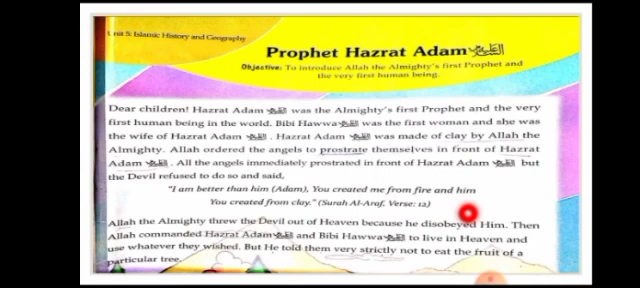 Unit 5: Islamic History and Geography
Prophet Hazrat Adam
Objective: To introduce Allah the Almighty's first Prophet and
the very first human being.
Dear children! Hazrat Adam was the Almighty's first Prophet and the very
first human being in the world. Bibi Hawwa was the first woman and she was
the wife of Hazrat Adam . Hazrat Adam was made of clay by Allah the
Almighty. Allah ordered the angels to prostrate themselves in front of Hazrat
Adam . All the angels immediately prostrated in front of Hazrat Adam but
the Devil refused to do so and said,
"I am better than him (Adam), You created me from fire and him
You created from clay." (Surah Al-Araf, Verse: 12)
Allah the Almighty threw the Devil out of Heaven because he disobeyed Him. Then
Allah commanded Hazrat Adam and Bibi Hawwa to live in Heaven and
use whatever they wished. But He told them very strictly not to eat the fruit of a
particular tree.